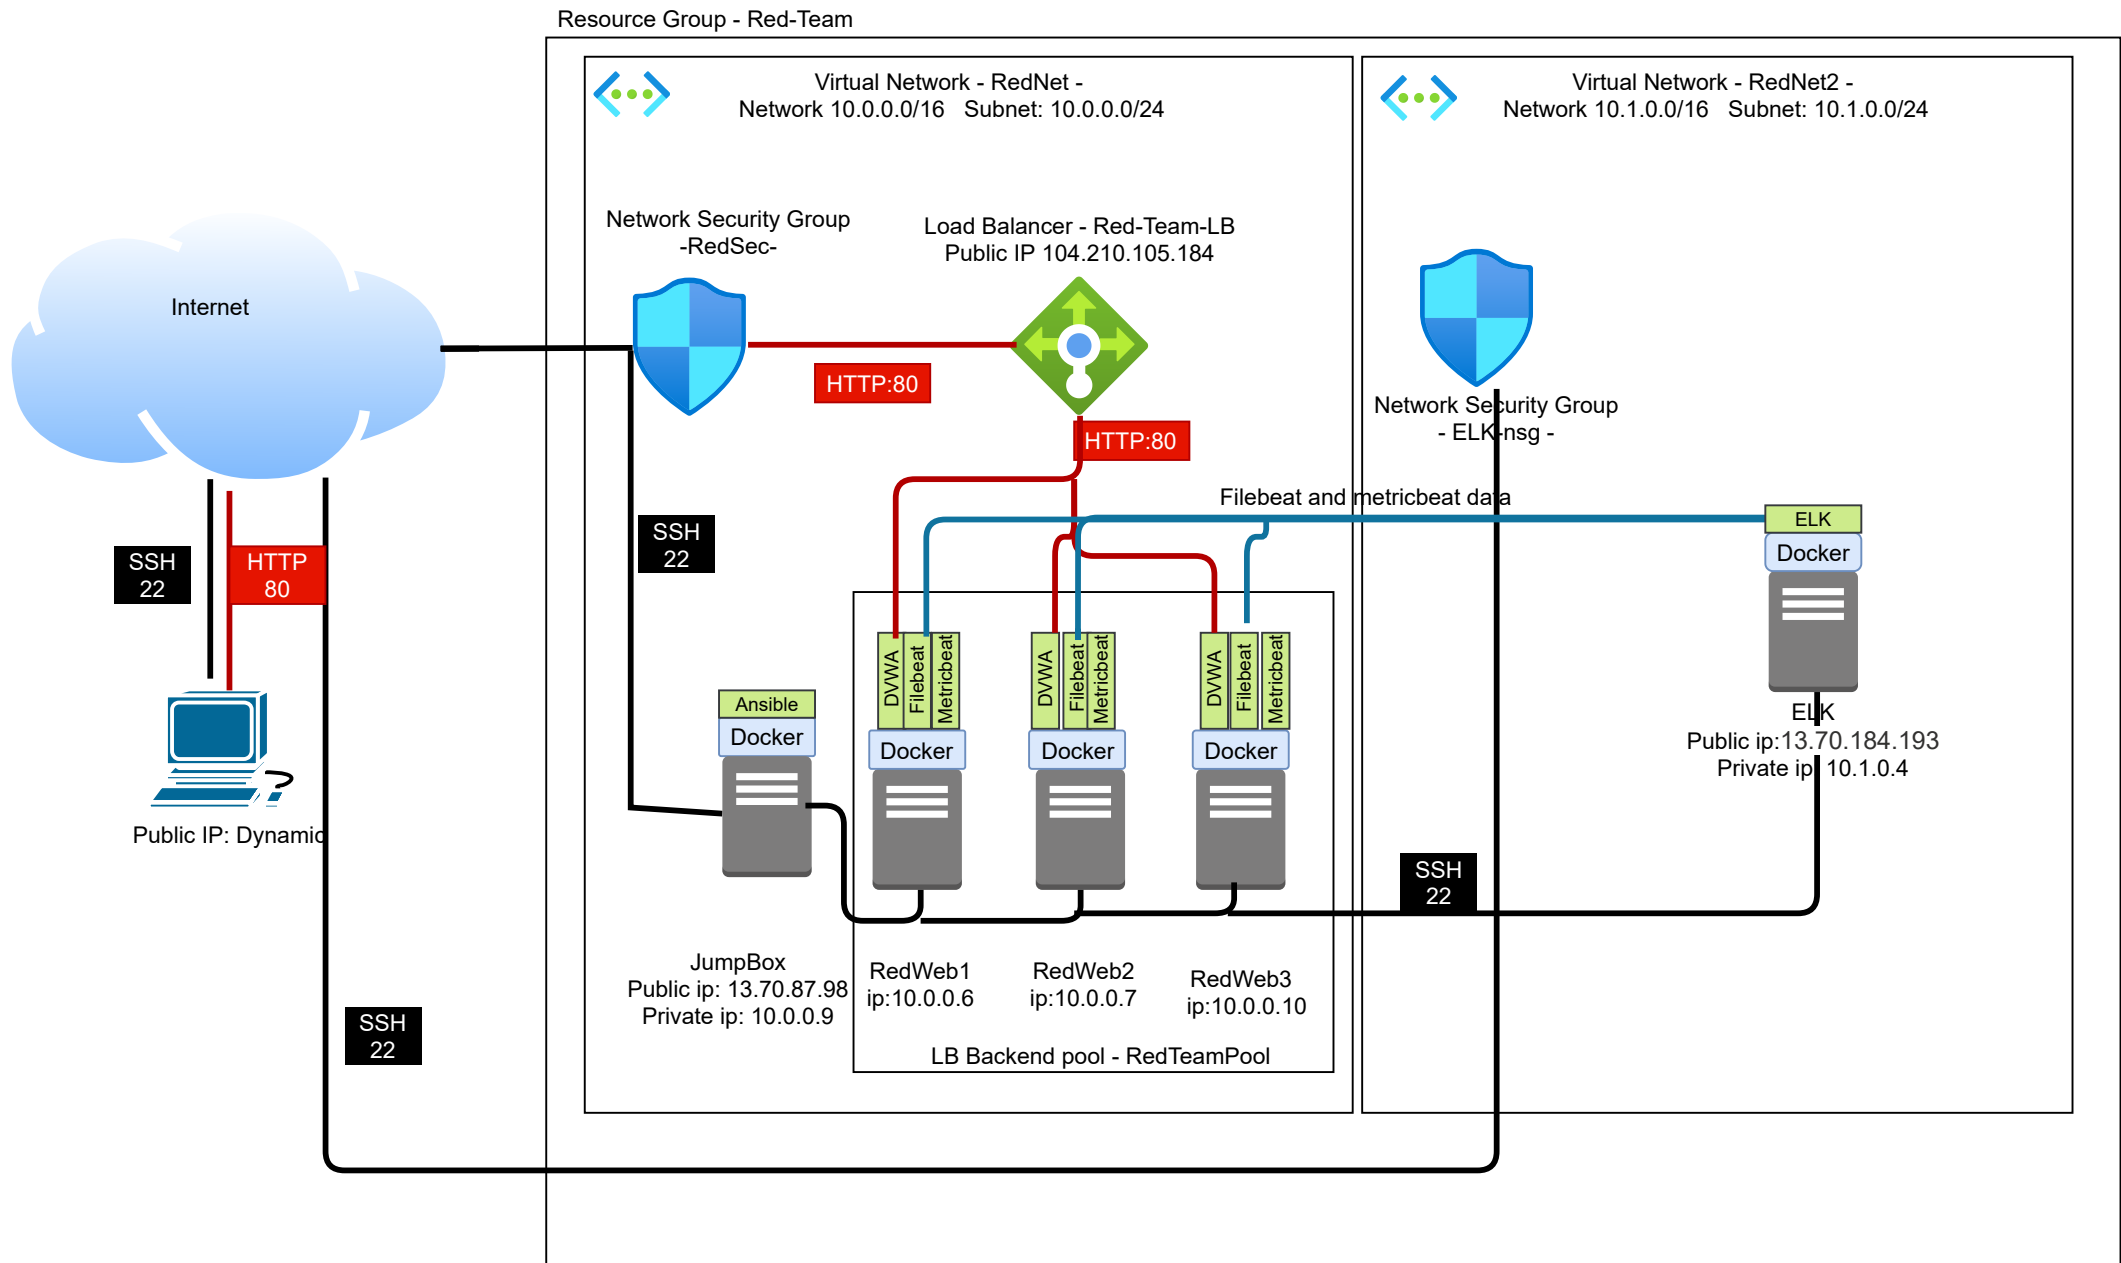 Resource Group - Red-Team
Virtual Network - RedNet -
Network 10.0.0.0/16   Subnet: 10.0.0.0/24
Virtual Network - RedNet2 -
Network 10.1.0.0/16   Subnet: 10.1.0.0/24
Network Security Group
-RedSec-
Load Balancer - Red-Team-LB
Public IP 104.210.105.184
Internet
HTTP:80
HTTP:80
Network Security Group
- ELK-nsg -
Filebeat and metricbeat data
SSH
22
HTTP
80
SSH
22
ELK
Docker
ELK
Public ip:13.70.184.193
Private ip: 10.1.0.4
Ansible
Docker
DVWA
Filebeat
Metricbeat
Docker
DVWA
Filebeat
Metricbeat
Docker
DVWA
Filebeat
Metricbeat
Docker
Public IP: Dynamic
SSH
22
JumpBox
Public ip: 13.70.87.98
Private ip: 10.0.0.9
RedWeb1
ip:10.0.0.6
RedWeb2
ip:10.0.0.7
RedWeb3
ip:10.0.0.10
LB Backend pool - RedTeamPool
SSH
22